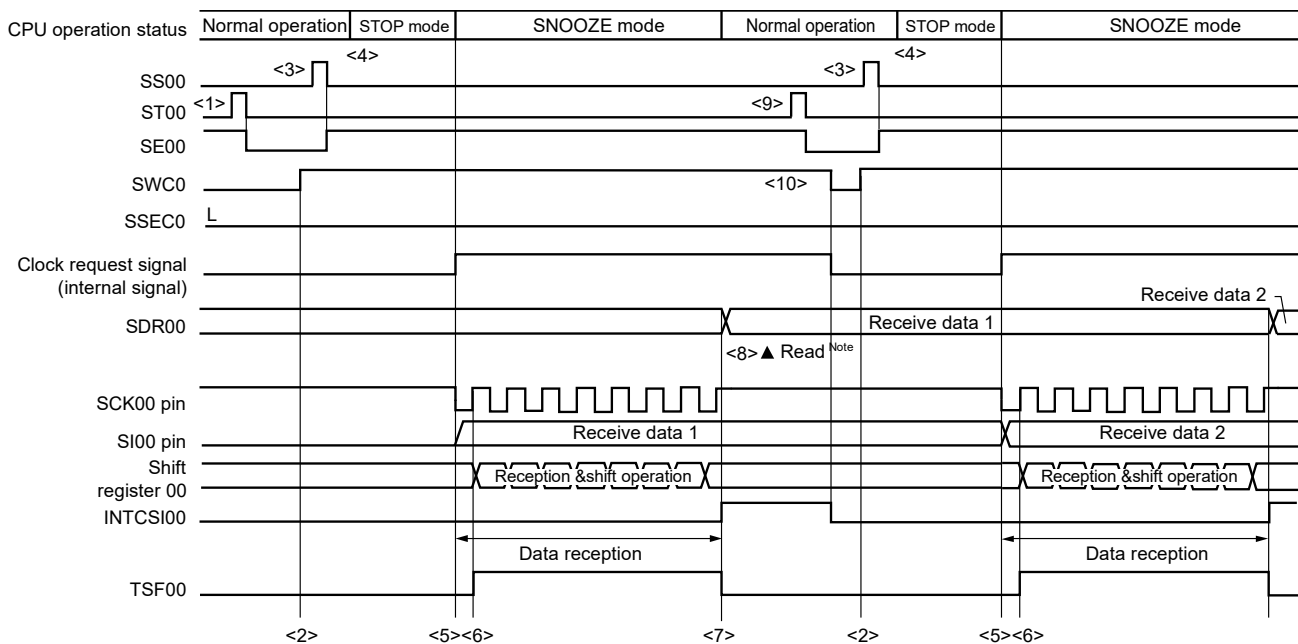 CPU operation status Normal operation STOP mode SNOOZE mode Normal operation STOP mode SNOOZE mode
<4> <4>
SS00 <3> <3>
ST00 <1> <9>
SE00
SWC0 <10>
SSEC0 L
Clock request signal
(internal signal)
Receive data 2
SDR00 Receive data 1
<8> ▲ Read Note
SCK00 pin
SI00 pin Receive data 1 Receive data 2
Shift
register 00 Reception &shift operation Reception &shift operation
INTCSI00
Data reception Data reception
TSF00
<2> <5><6> <7> <2> <5><6>